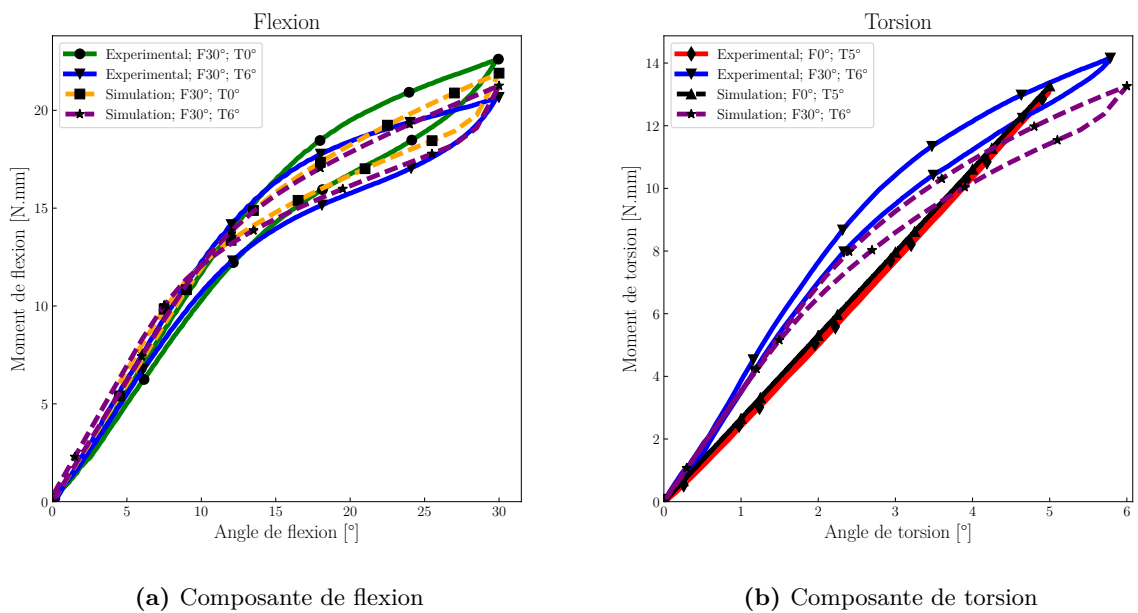 Flexion
Experimental; F30°; T0°
Experimental; F30°; T6°
Simulation; F30°; T0°
Simulation; F30°; T6°
Moment de flexion [N.mm]
20
15
10
5
0
0 5 10 15 20 25 30
Angle de flexion [°]
(a) Composante de flexion
Torsion
Experimental; F0°; T5°
Experimental; F30°; T6°
Simulation; F0°; T5°
Simulation; F30°; T6°
Moment de torsion [N.mm]
14
12
10
8
6
4
2
0
0 1 2 3 4 5 6
Angle de torsion [°]
(b) Composante de torsion